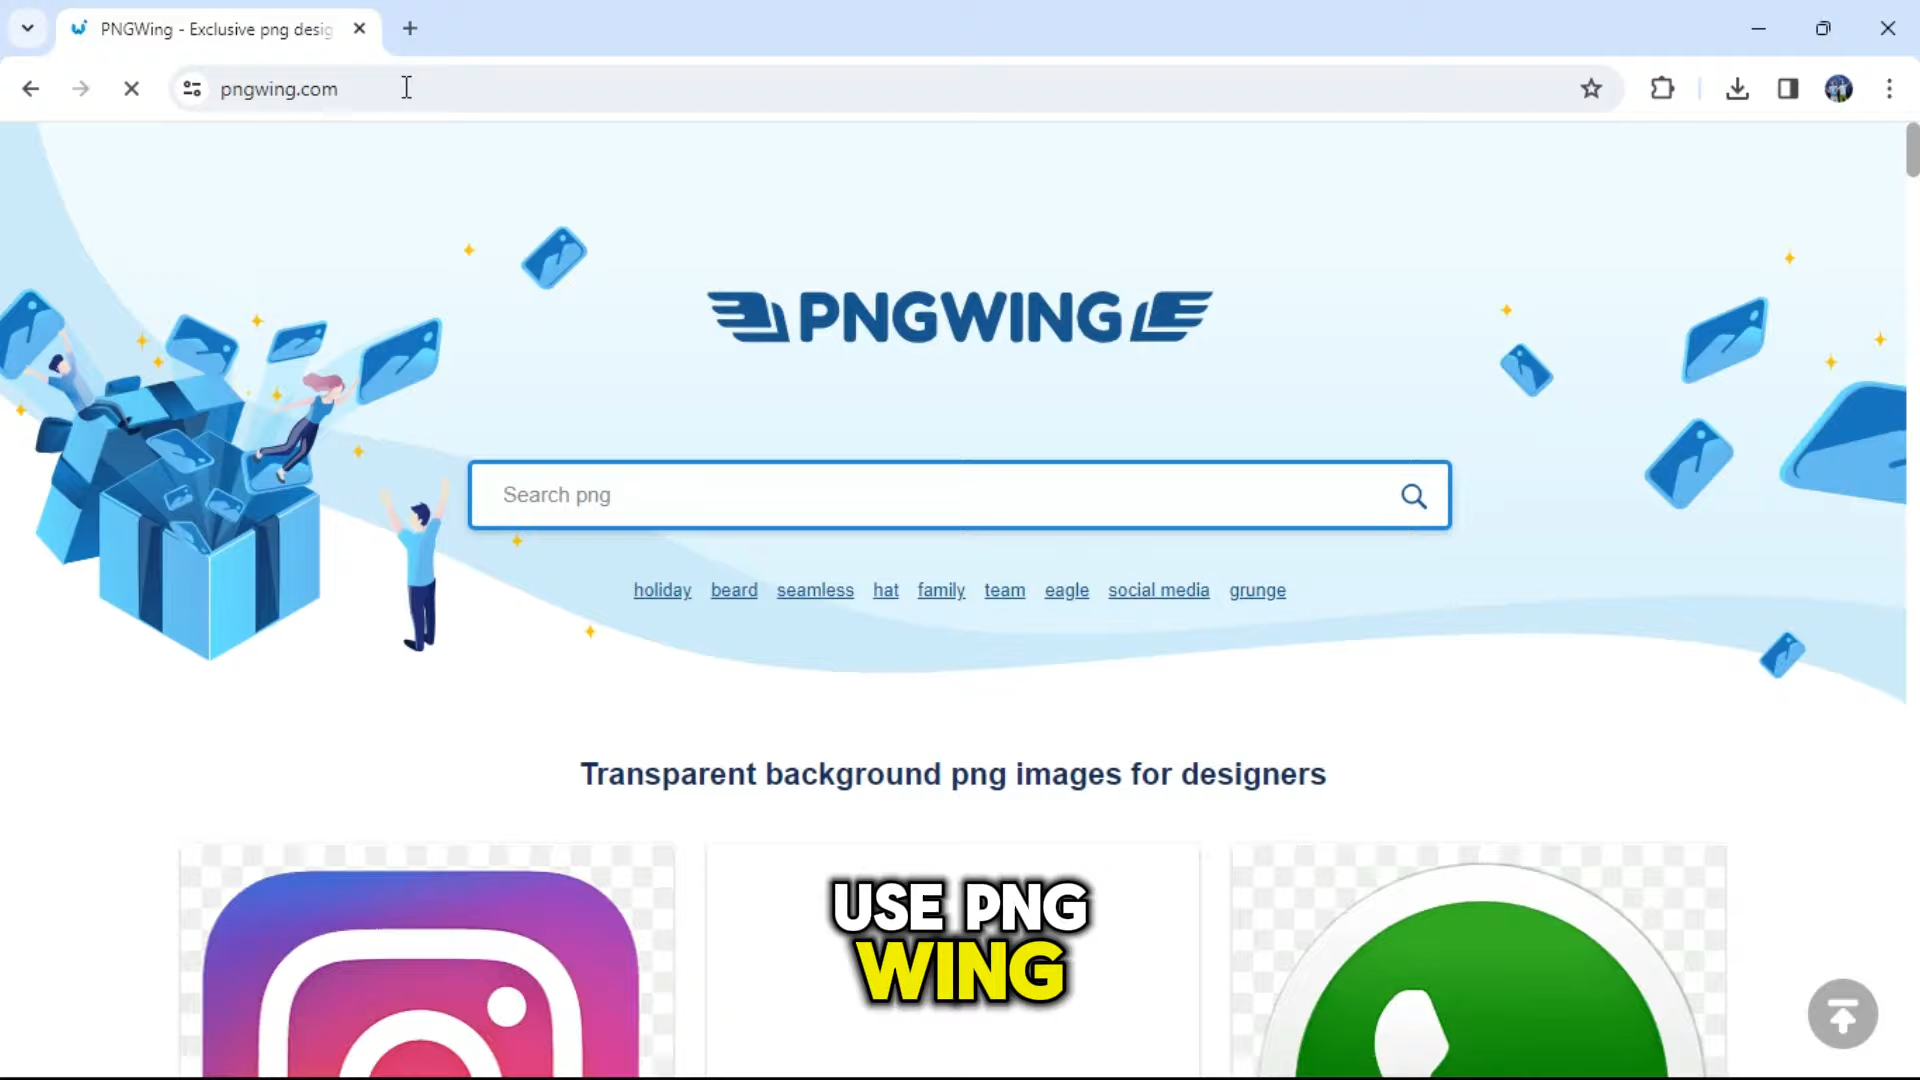 PNGWing - Exclusive png desig
pngwing.com
PNGWING
Search png
holiday beard seamless hat family team eagle social media grunge
Transparent background png images for designers
USE PNG
WING